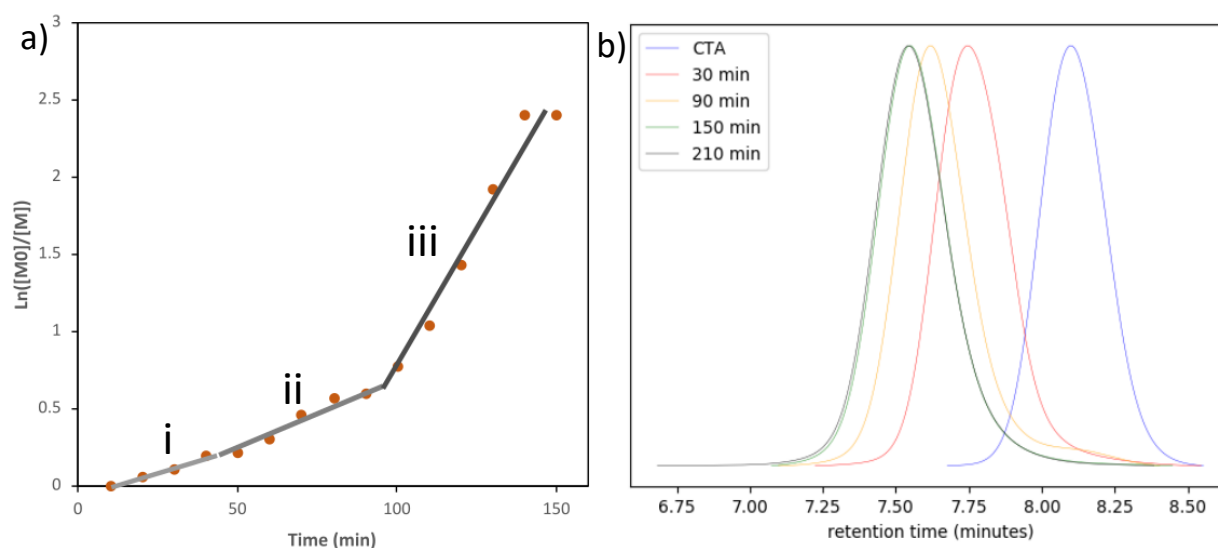 a)
3
2.5
2
1.5
1
0.5
0
Ln([M0]/[M])
i
ii
iii
0
50
100
150
Time (min)
b)
CTA
30 min
90 min
150 min
210 min
6.75
7.00
7.25
7.50
7.75
8.00
8.25
8.50
retention time (minutes)